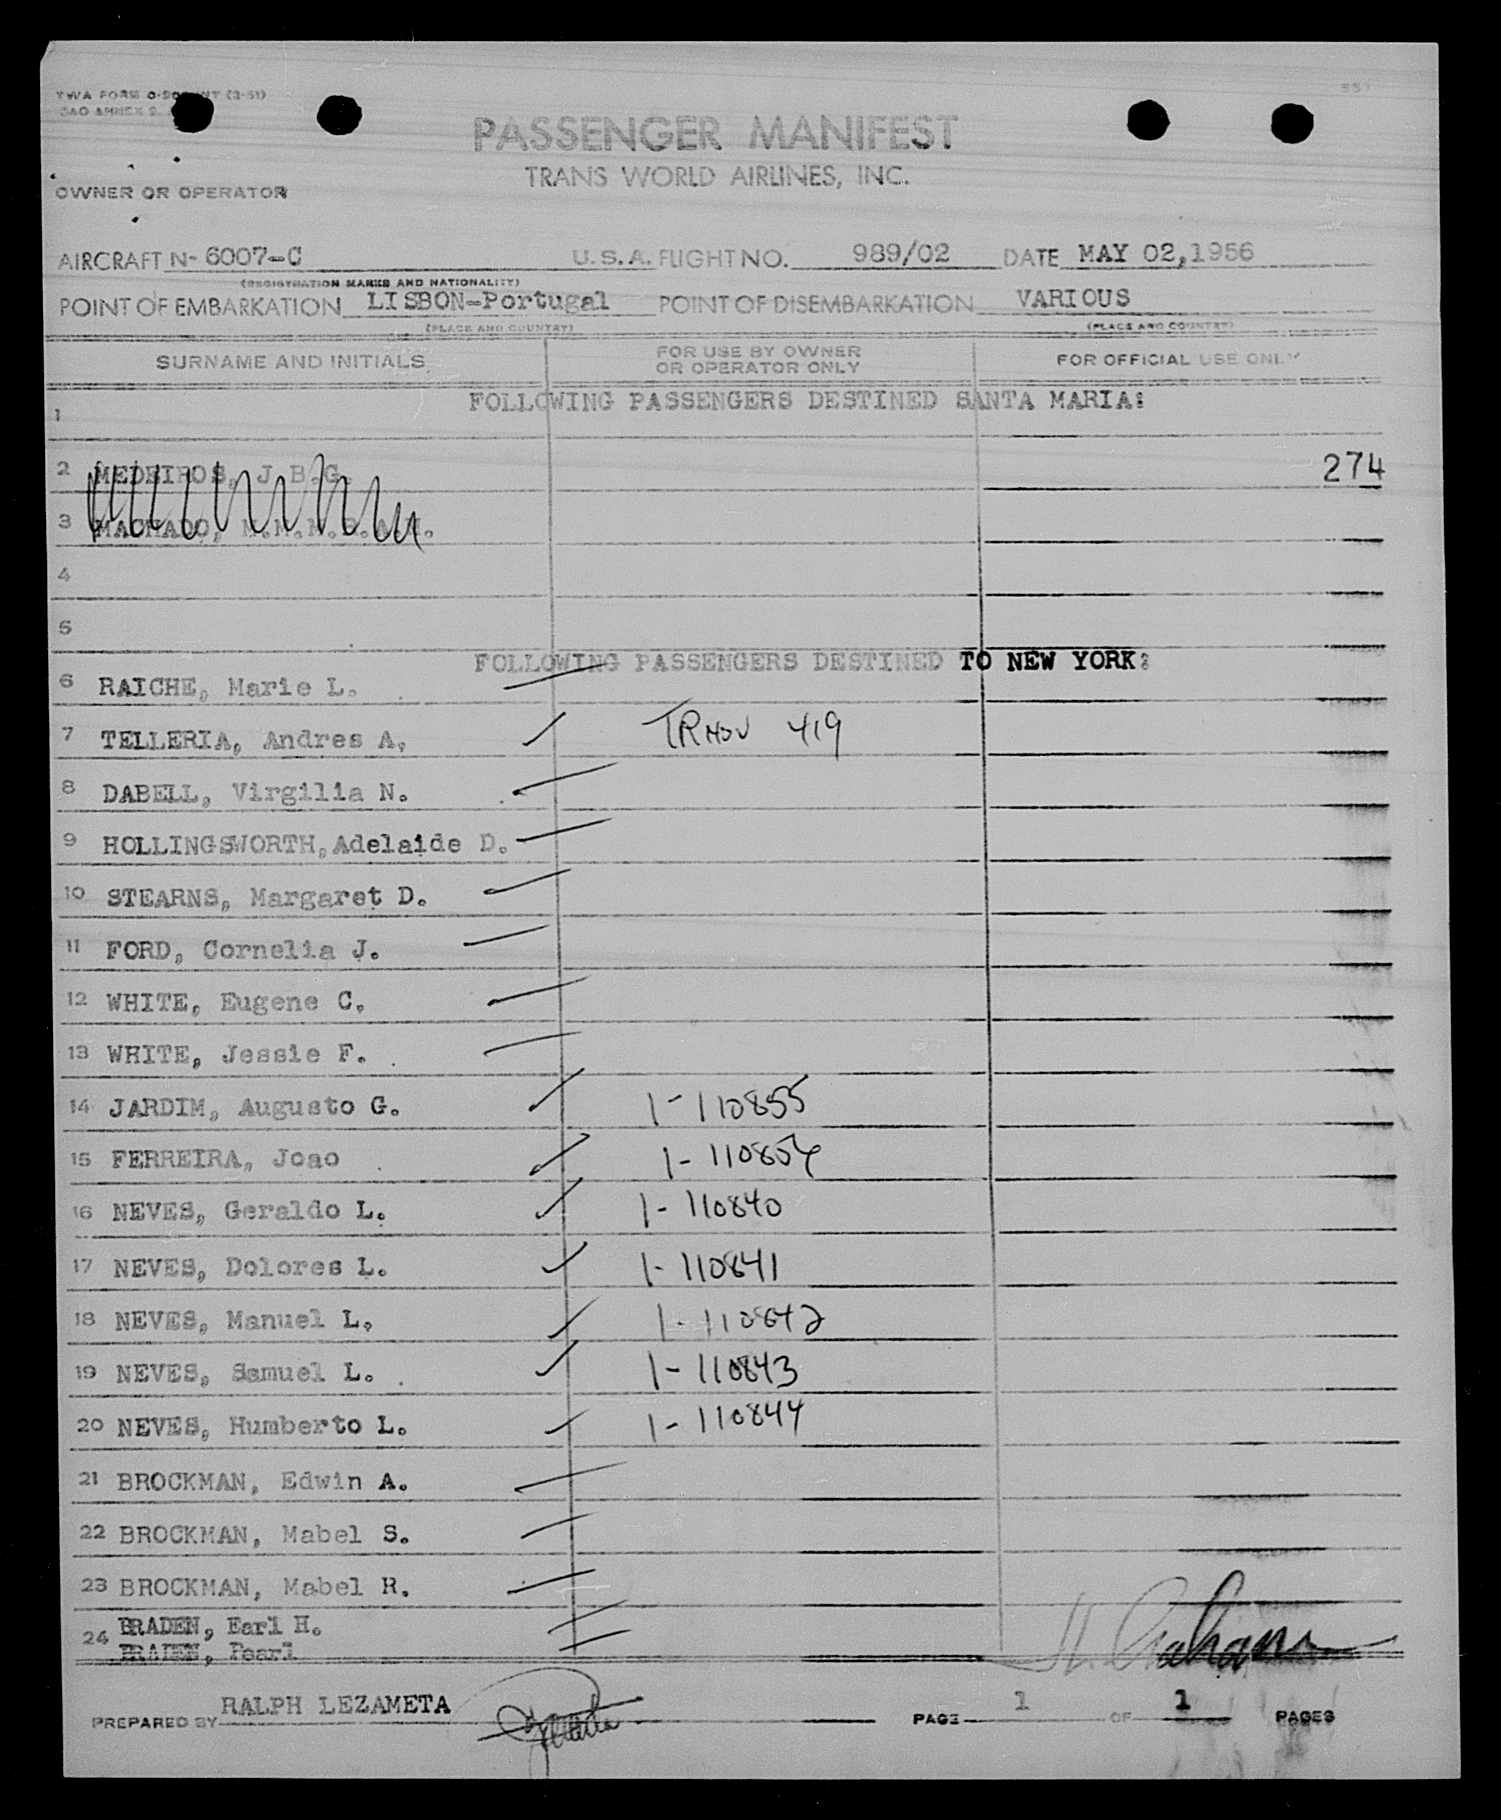 TWA FORM
PASSENGER MANIFEST
TRANS WORLD AIRLINES, INC.
OWNER OR OPERATOR
AIRCRAFT N- 6007-C U.S.A. FLIGHT NO. 989/02 DATE MAY 02,1956
(REGISTRATION MARKS AND NATIONALITY)
POINT OF EMBARKATION LISBON-Portugal POINT OF DISEMBARKATION VARIOUS
(PLACE AND COUNTRY) (PLACE AND COUNTRY)
SURNAME AND INITIALS FOR USE BY OWNER OR OPERATOR ONLY FOR OFFICIAL USE ONLY
FOLLOWING PASSENGERS DESTINED SANTA MARIA:
1
2 MEDEIROS, J.B.G. 274
3 MACHADO,
4
5
FOLLOWING PASSENGERS DESTINED TO NEW YORK:
6 RAICHE, Marie L.
7 TELLERIA, Andres A. 419
8 DABELL, Virgilia N.
9 HOLLINGSWORTH, Adelaide D.
10 STEARNS, Margaret D.
11 FORD, Cornelia J.
12 WHITE, Eugene C.
13 WHITE, Jessie F.
14 JARDIM, Augusto G. 1-110855
15 FERREIRA, Joao
16 NEVES, Geraldo L. 1-110840
17 NEVES, Dolores L. 1-110841
18 NEVES, Manuel L. 1-110842
19 NEVES, Samuel L. 1-110843
20 NEVES, Humberto L. 1-110844
21 BROCKMAN, Edwin A.
22 BROCKMAN, Mabel S.
23 BROCKMAN, Mabel R.
24 BRADEN, Earl H.
BRADEN, Pearl
PREPARED BY RALPH LEZAMETA PAGE 1 OF 1 PAGES